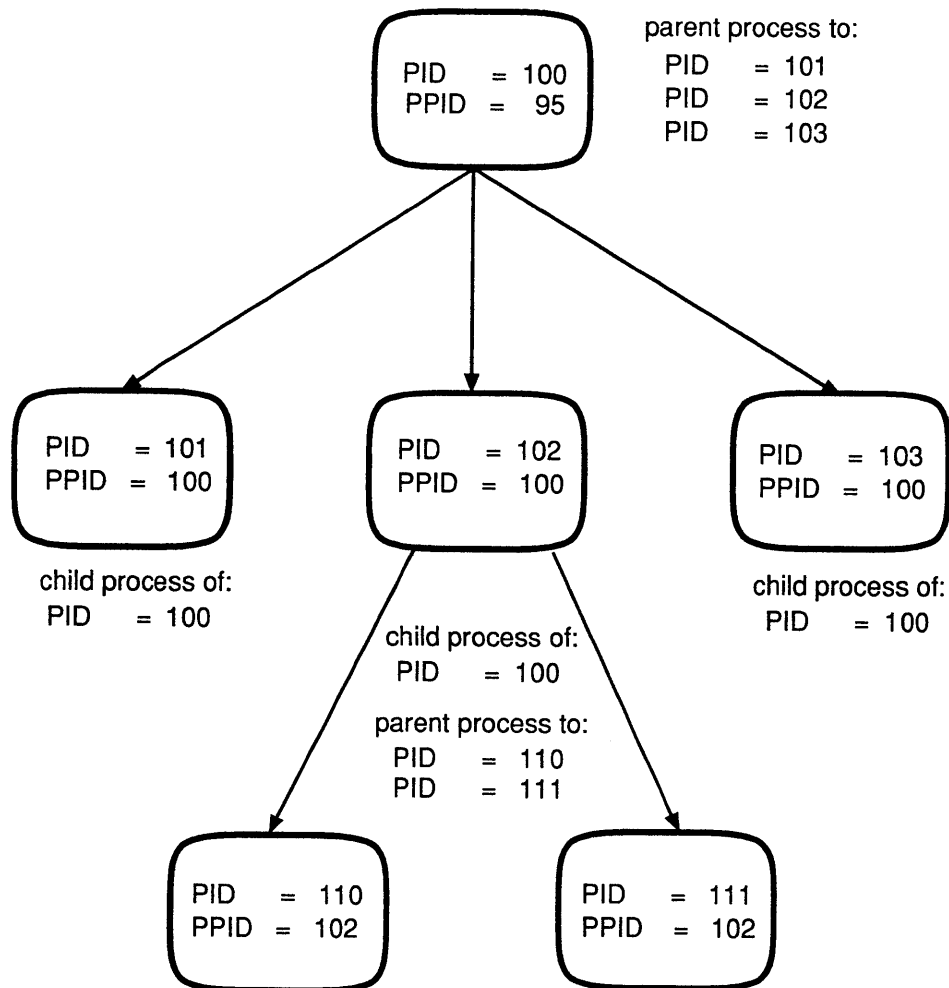 PID = 100
PPID = 95
parent process to:
PID = 101
PID = 102
PID = 103
PID = 101
PPID = 100
child process of:
PID = 100
PID = 102
PPID = 100
child process of:
PID = 100
parent process to:
PID = 110
PID = 111
PID = 103
PPID = 100
child process of:
PID = 100
PID = 110
PPID = 102
PID = 111
PPID = 102